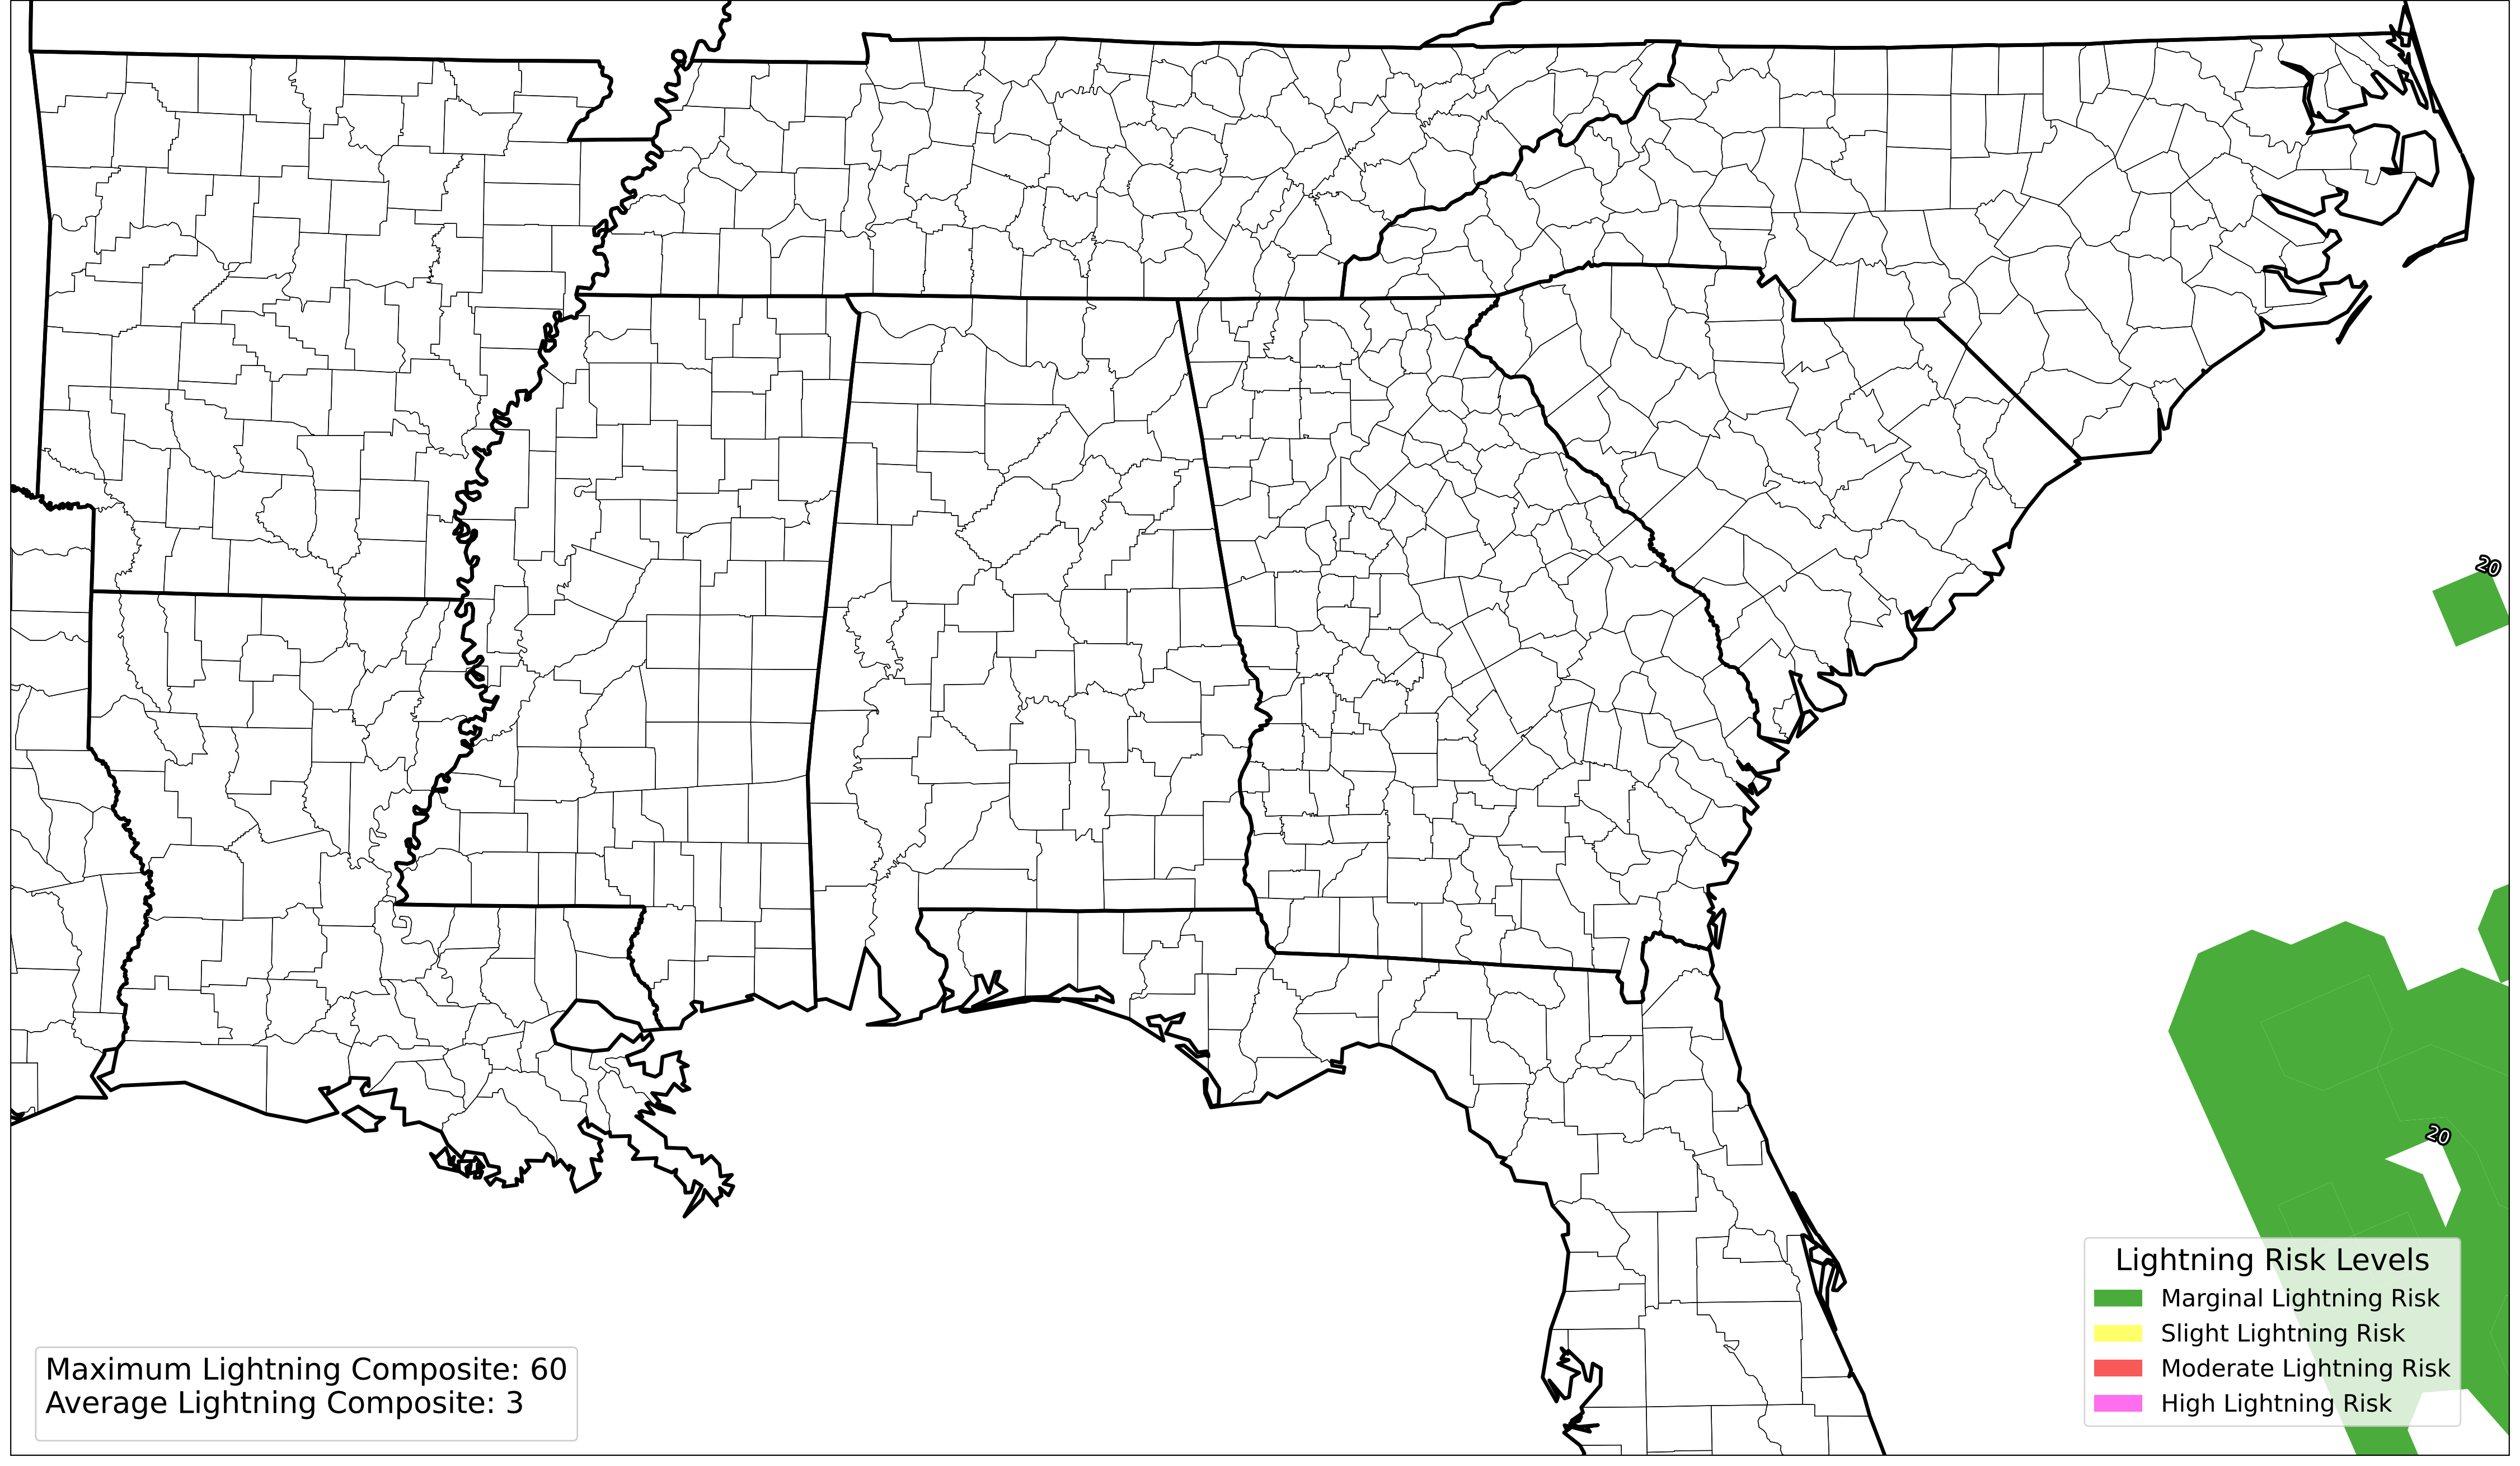 20
20
Lightning Risk Levels
Marginal Lightning Risk
Slight Lightning Risk
Moderate Lightning Risk
High Lightning Risk
Maximum Lightning Composite: 60
Average Lightning Composite: 3